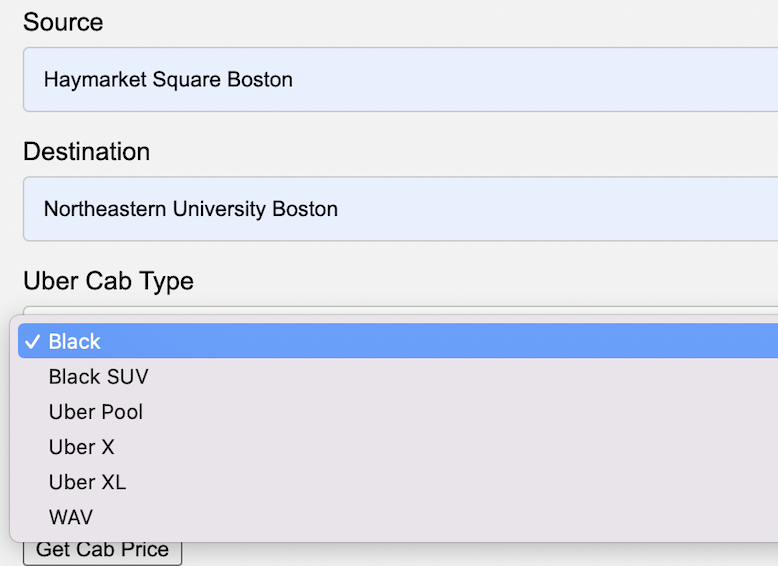 Source
Haymarket Square Boston
Destination
Northeastern University Boston
Uber Cab Type
✓ Black
Black SUV
Uber Pool
Uber X
Uber XL
WAV
Get Cab Price